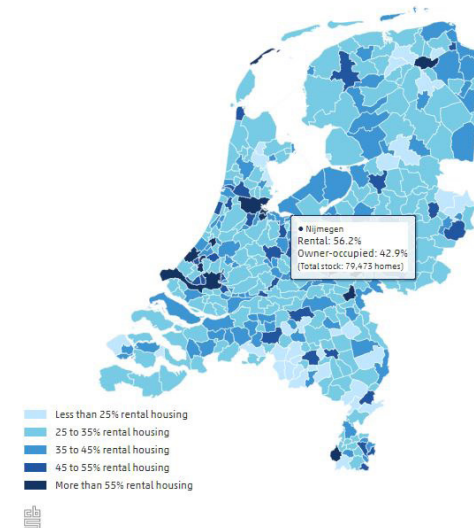 ● Nijmegen
Rental: 56.2%
Owner-occupied: 42.9%
(Total stock: 79,473 homes)
Less than 25% rental housing
25 to 35% rental housing
35 to 45% rental housing
45 to 55% rental housing
More than 55% rental housing
cbs